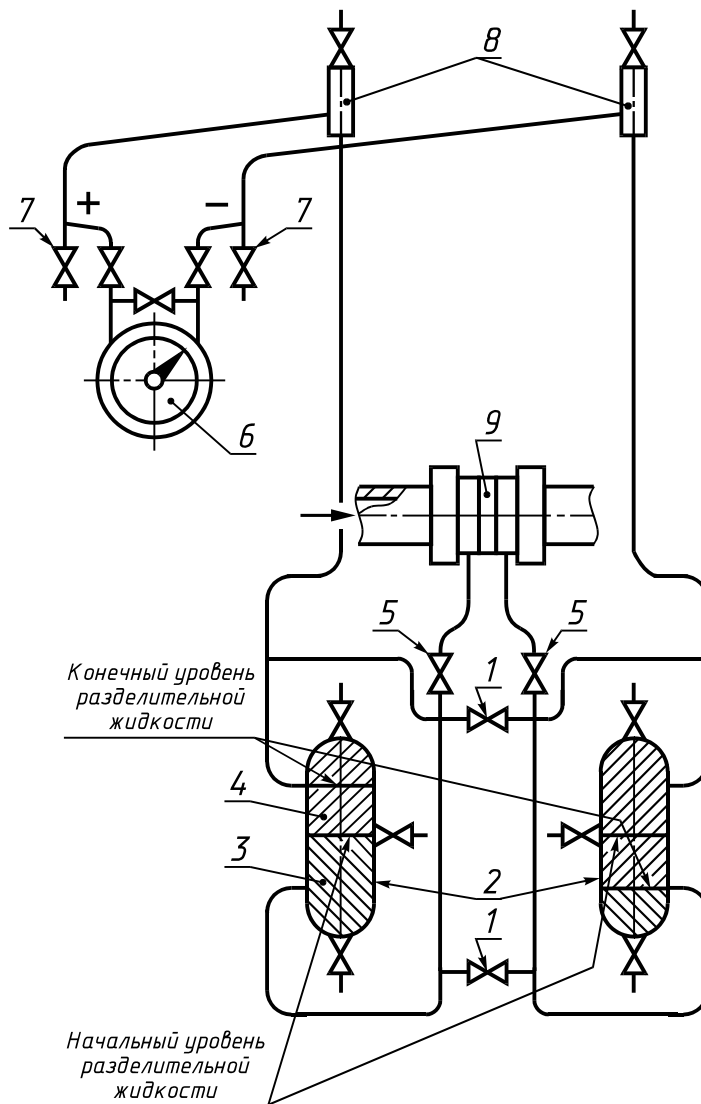 8
7
+
−
7
6
9
5
5
1
Конечный уровень
разделительной
жидкости
4
3
2
1
Начальный уровень
разделительной
жидкости